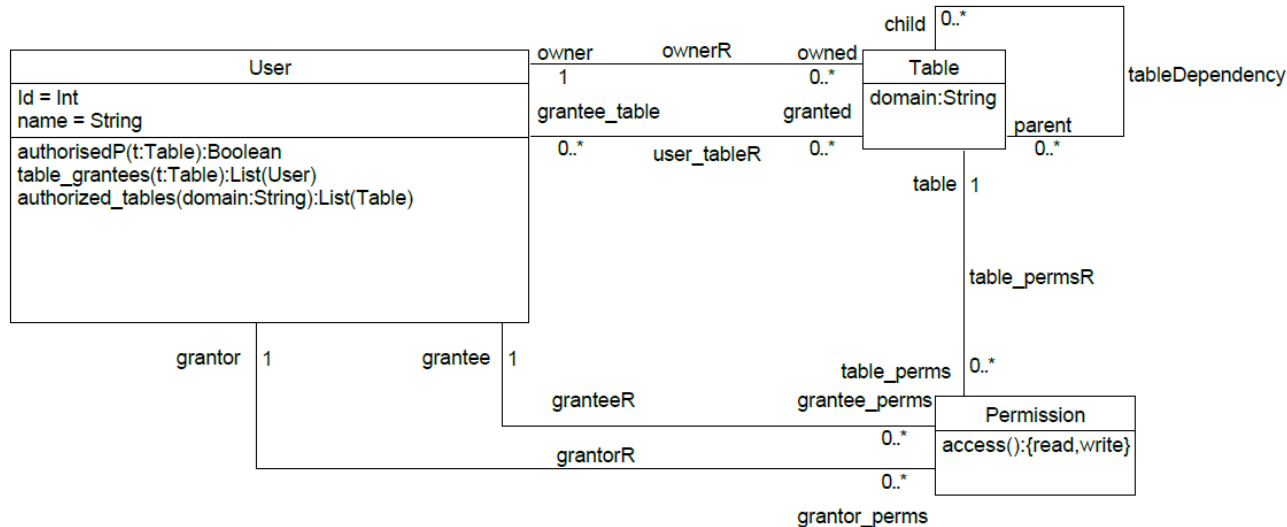 child
0..*
owner
ownerR
owned
User
1
0..*
Table
tableDependency
Id = Int
name = String
grantee_table
granted
domain:String
parent
authorisedP(t:Table):Boolean
0..*
user_tableR
0..*
0..*
table_grantees(t:Table):List(User)
authorized_tables(domain:String):List(Table)
table
1
table_permsR
grantor
1
grantee
1
table_perms
0..*
granteeR
grantee_perms
Permission
0..*
access():{read,write}
grantorR
0..*
grantor_perms